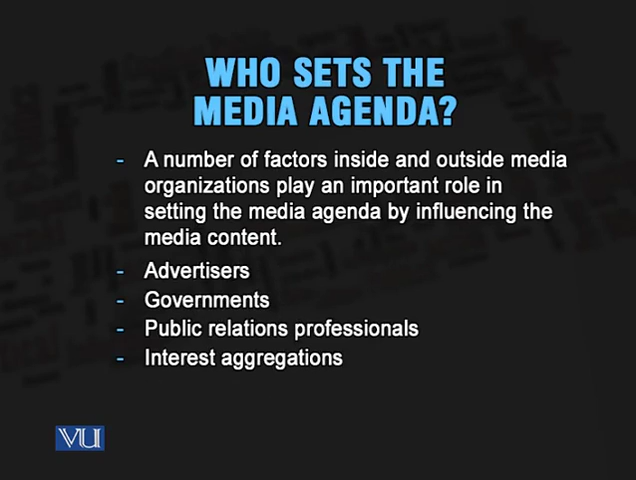 WHO SETS THE
MEDIA AGENDA?
- A number of factors inside and outside media
organizations play an important role in
setting the media agenda by influencing the
media content.
- Advertisers
- Governments
- Public relations professionals
- Interest aggregations
VU